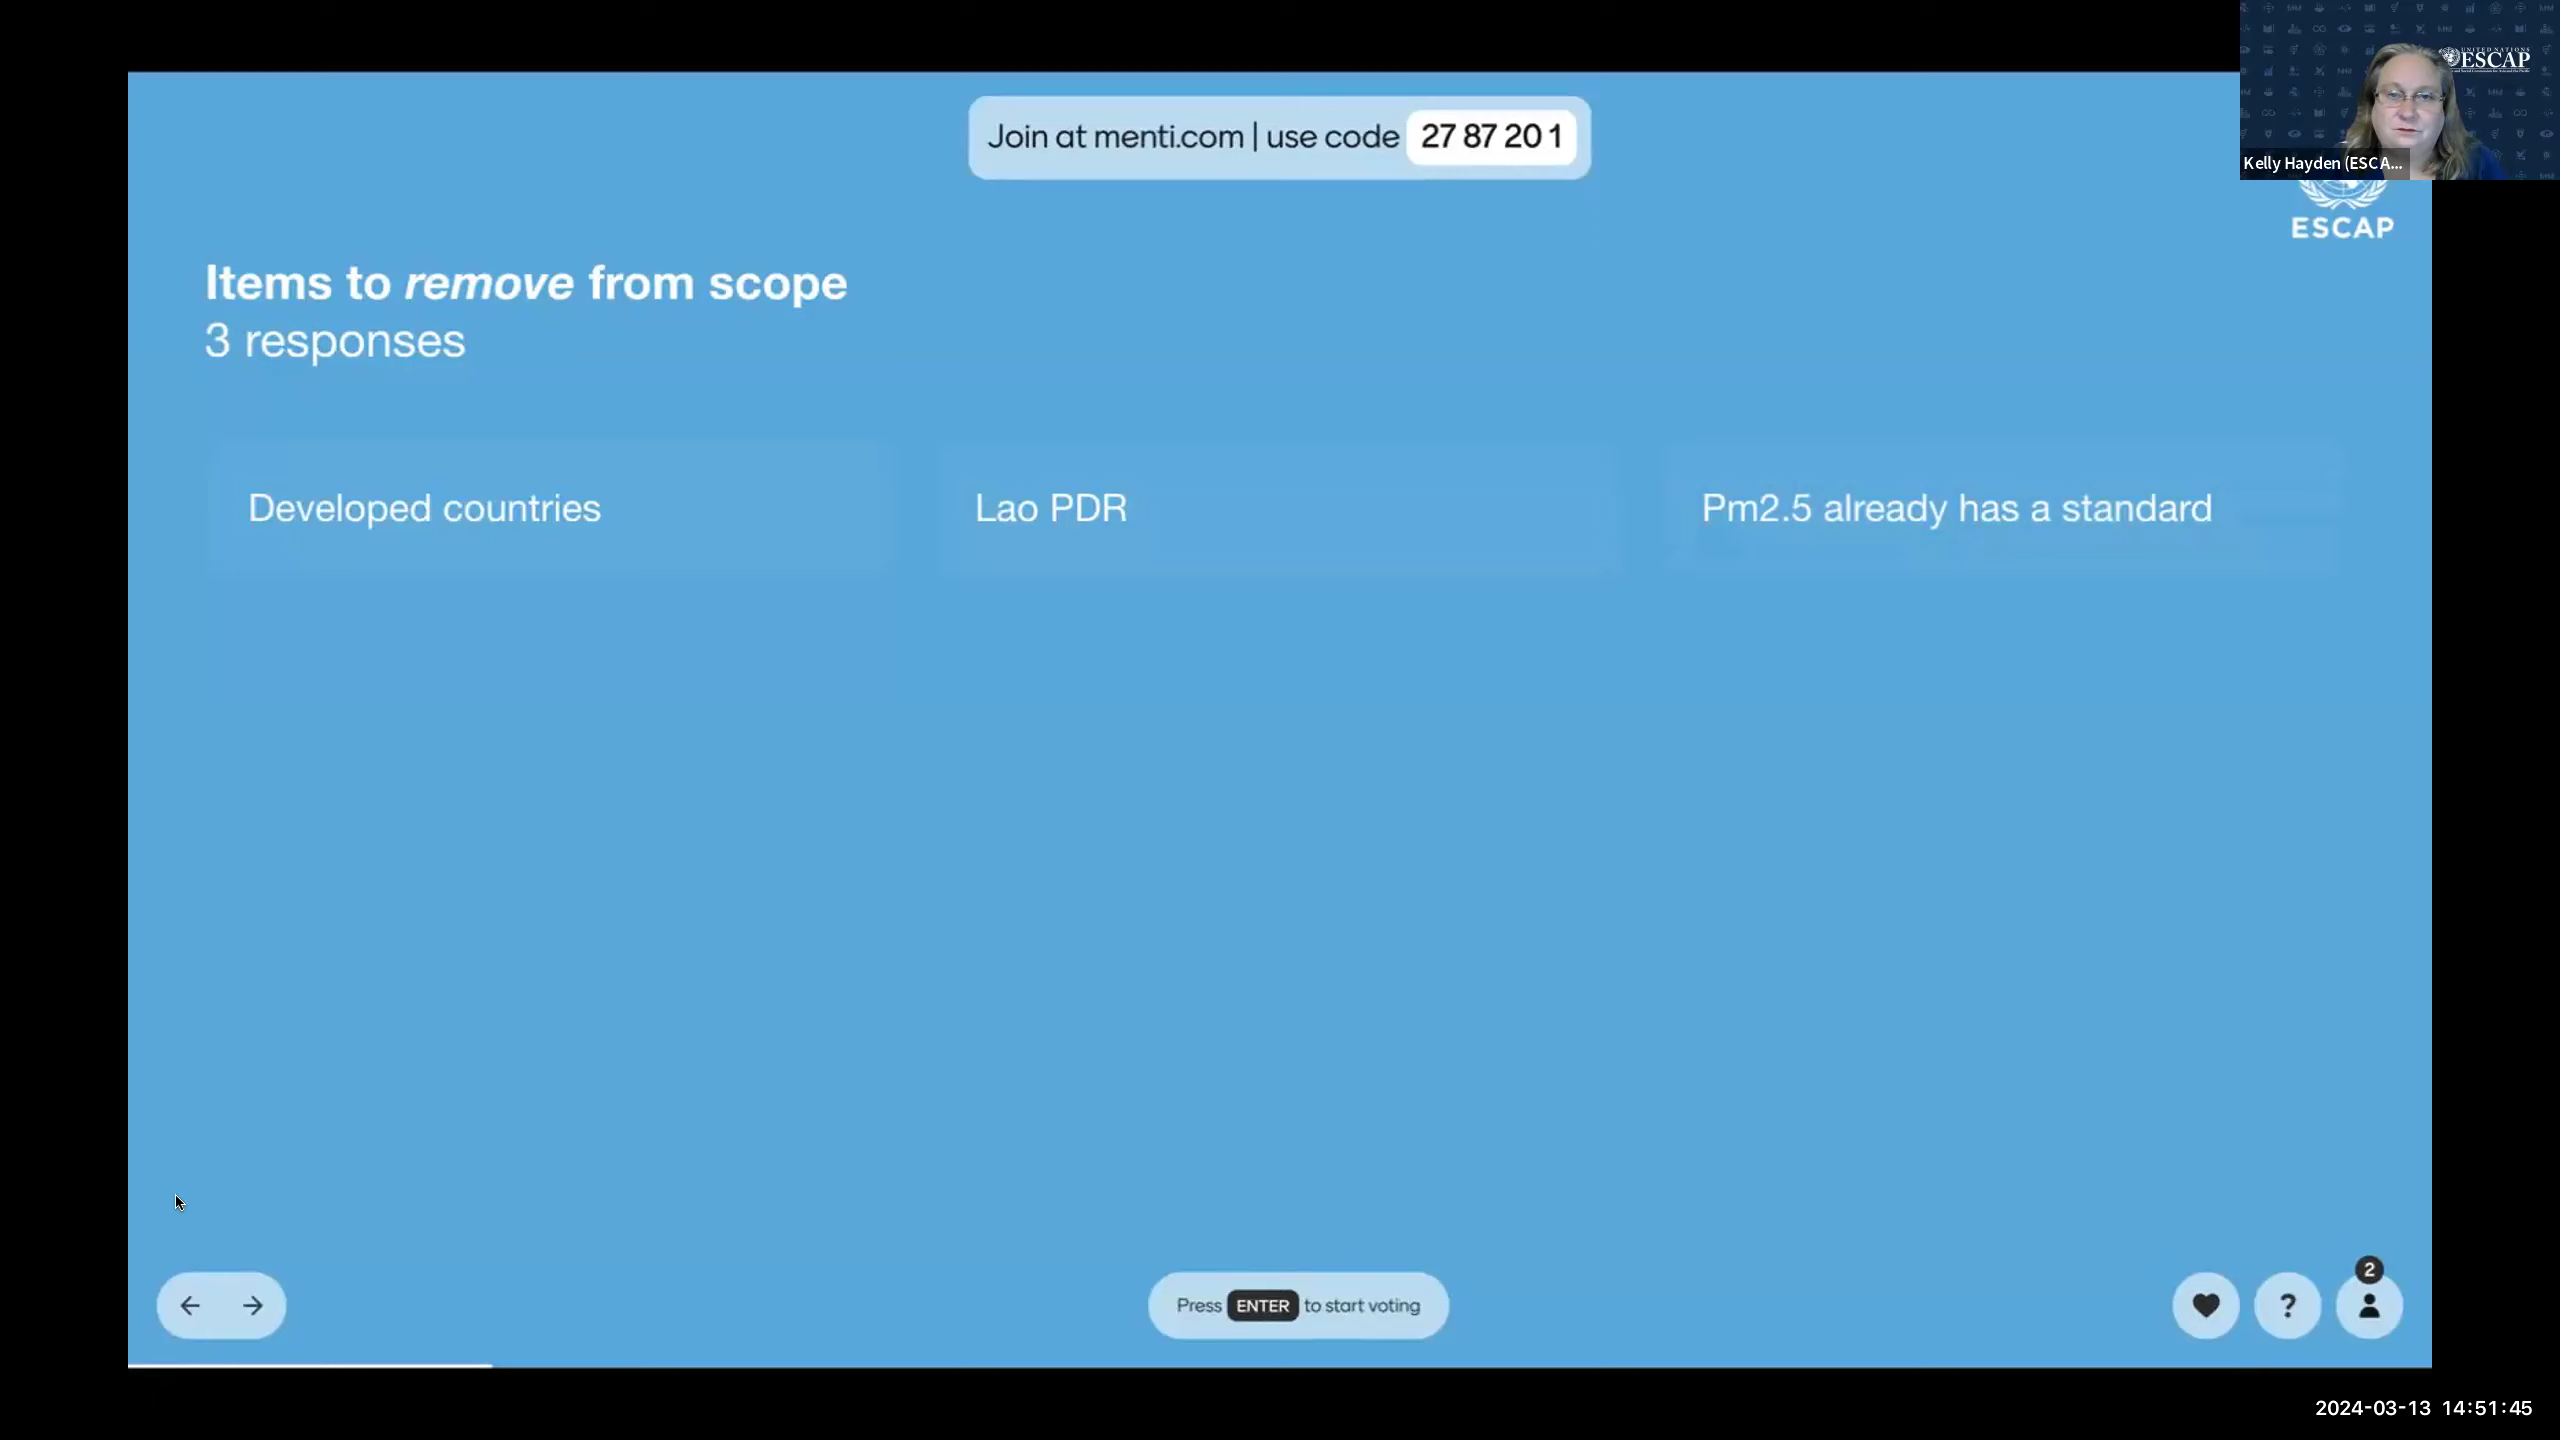 Join at menti.com | use code 27 87 20 1
UNITED NATIONS
ESCAP
Kelly Hayden (ESCA...
ESCAP
Items to remove from scope
3 responses
Developed countries
Lao PDR
Pm2.5 already has a standard
2
Press ENTER to start voting
?
2024-03-13 14:51:45